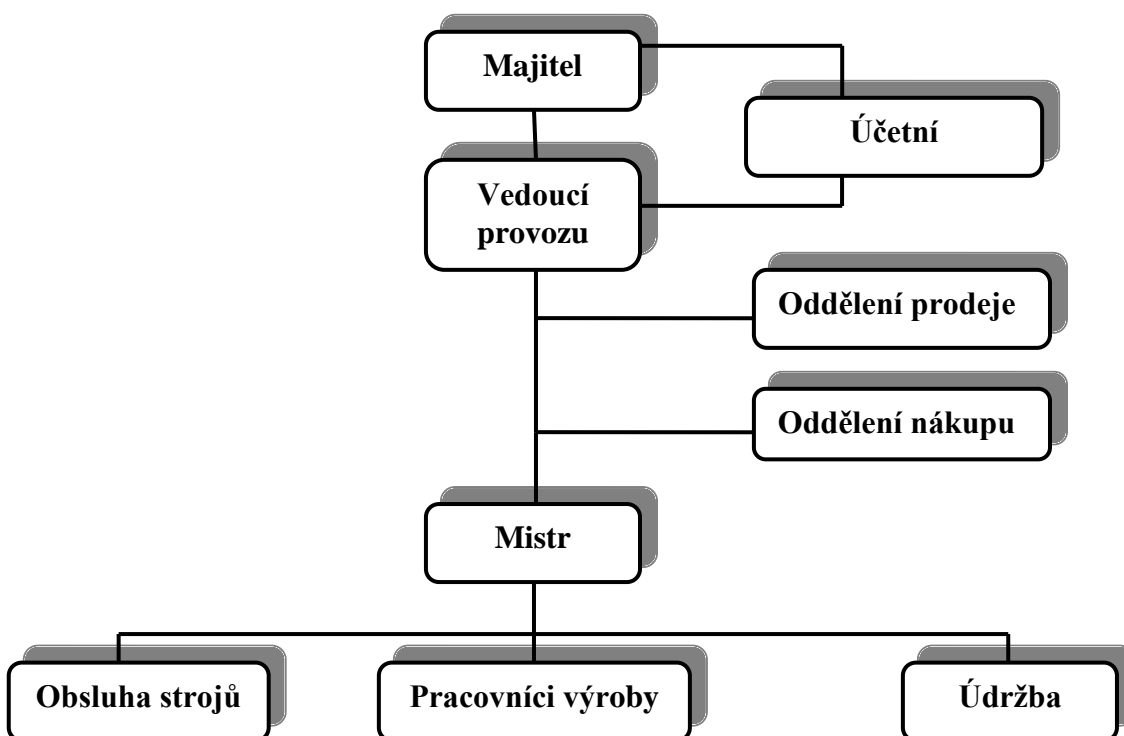 Majitel
Účetní
Vedoucí
provozu
Oddělení prodeje
Oddělení nákupu
Mistr
Obsluha strojů
Pracovníci výroby
Údržba